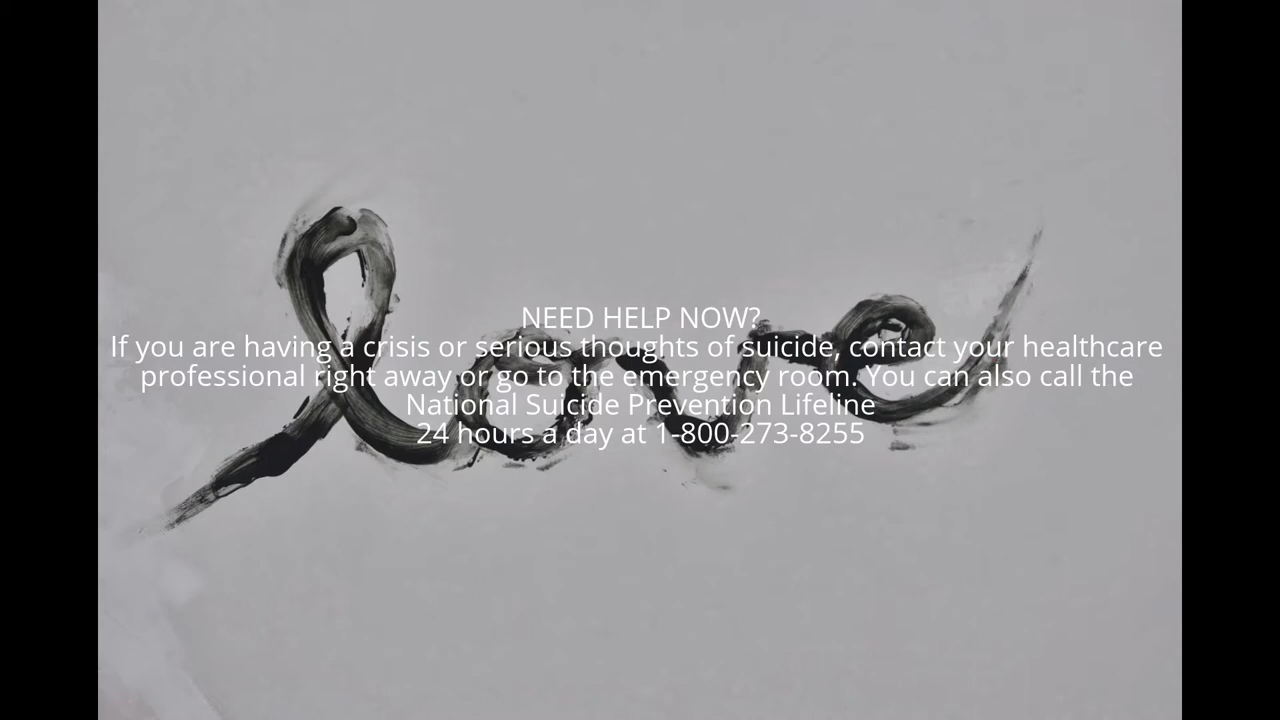 love
NEED HELP NOW?
If you are having a crisis or serious thoughts of suicide, contact your healthcare
professional right away or go to the emergency room. You can also call the
National Suicide Prevention Lifeline
24 hours a day at 1-800-273-8255